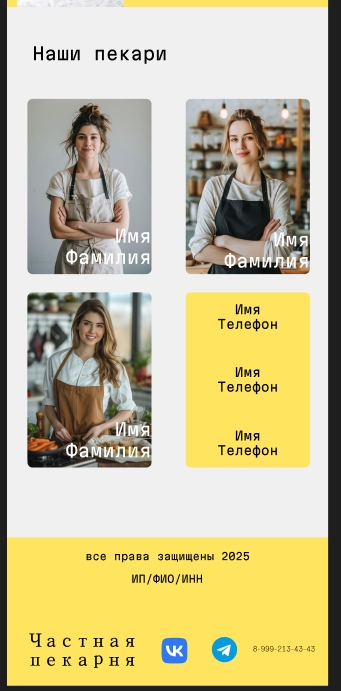 Наши пекари
Имя
Фамилия
Имя
Фамилия
Имя
Фамилия
Имя
Телефон
Имя
Телефон
Имя
Телефон
все права защищены 2025
ИП/ФИО/ИНН
Частная
пекарня
8-999-213-43-43